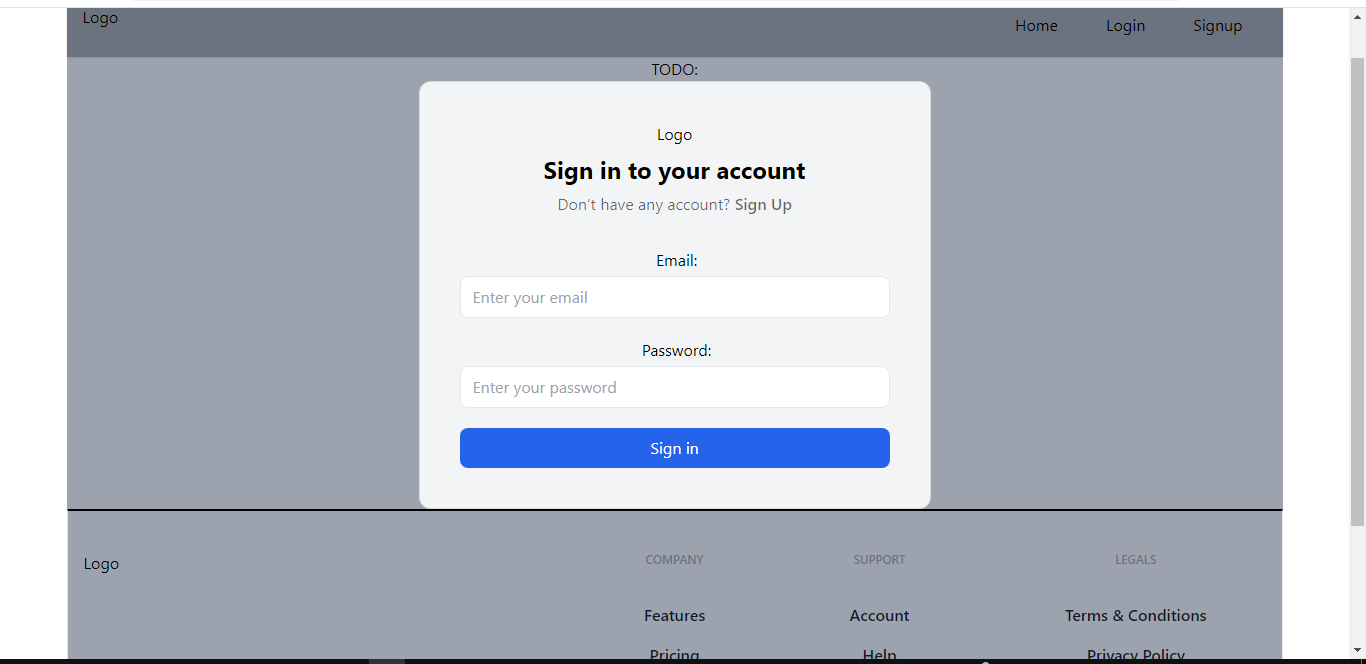 Logo Home Login Signup
TODO:
Logo
Sign in to your account
Don't have any account? Sign Up
Email:
Enter your email
Password:
Enter your password
Sign in
Logo
COMPANY SUPPORT LEGALS
Features Account Terms & Conditions
Pricing Help Privacy Policy